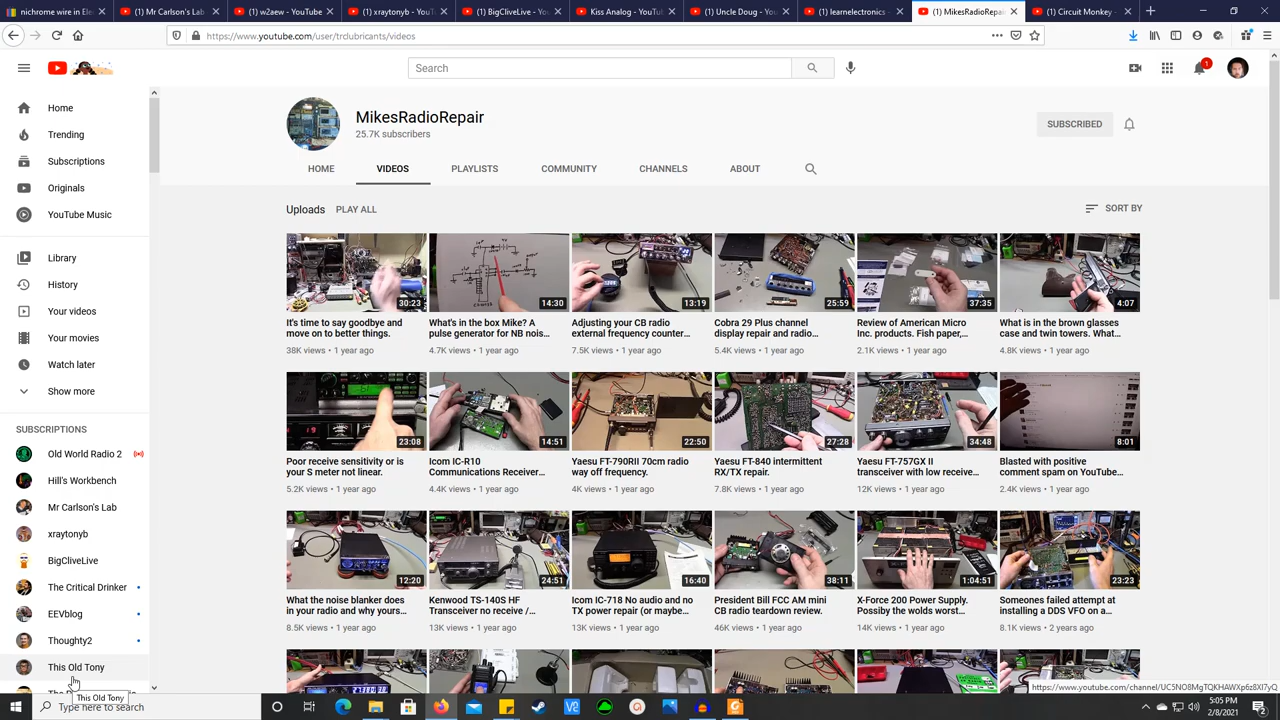 nichrome wire in Elec
(1) Mr Carlson's Lab
(1) w2aew - YouTube
(1) xraytonyb - YouT
(1) BigCliveLive - Yo
Kiss Analog - YouTub
(1) Uncle Doug - You
(1) learnelectronics -
(1) MikesRadioRepair
(1) Circuit Monkey -
https://www.youtube.com/user/trclubricants/videos
Search
1
Home
Trending
Subscriptions
Originals
YouTube Music
Library
History
Your videos
Your movies
Watch later
Show more
SUBSCRIPTIONS
Old World Radio 2
Hill's Workbench
Mr Carlson's Lab
xraytonyb
BigCliveLive
The Critical Drinker
EEVblog
Thoughty2
This Old Tony
This Old Tony
MikesRadioRepair
25.7K subscribers
SUBSCRIBED
HOME
VIDEOS
PLAYLISTS
COMMUNITY
CHANNELS
ABOUT
Uploads
PLAY ALL
SORT BY
30:23
14:30
13:19
25:59
37:35
4:07
It's time to say goodbye and
move on to better things.
38K views • 1 year ago
What's in the box Mike? A
pulse generator for NB nois...
4.7K views • 1 year ago
Adjusting your CB radio
external frequency counter...
7.5K views • 1 year ago
Cobra 29 Plus channel
display repair and radio...
5.4K views • 1 year ago
Review of American Micro
Inc. products. Fish paper,...
2.1K views • 1 year ago
What is in the brown glasses
case and twin towers. What...
4.8K views • 1 year ago
23:08
14:51
22:50
27:28
34:48
8:01
Poor receive sensitivity or is
your S meter not linear.
5.2K views • 1 year ago
Icom IC-R10
Communications Receiver...
4.4K views • 1 year ago
Yaesu FT-790RII 70cm radio
way off frequency.
4K views • 1 year ago
Yaesu FT-840 intermittent
RX/TX repair.
7.8K views • 1 year ago
Yaesu FT-757GX II
transceiver with low receive...
12K views • 1 year ago
Blasted with positive
comment spam on YouTube...
2.4K views • 1 year ago
12:20
24:51
16:40
38:11
1:04:51
23:23
What the noise blanker does
in your radio and why yours...
8.5K views • 1 year ago
Kenwood TS-140S HF
Transceiver no receive /...
13K views • 1 year ago
Icom IC-718 No audio and no
TX power repair (or maybe...
13K views • 1 year ago
President Bill FCC AM mini
CB radio teardown review.
46K views • 1 year ago
X-Force 200 Power Supply.
Possiby the wolds worst...
14K views • 1 year ago
Someones failed attempt at
installing a DDS VFO on a...
8.1K views • 2 years ago
https://www.youtube.com/channel/UC5NO8MgTQKHAWXp6z8Xl7yQ
Type here to search
5:05 PM
2/8/2021
2